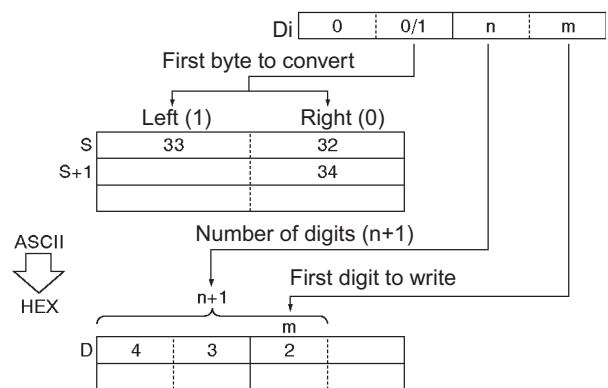 Di 0 0/1 n m
First byte to convert
Left (1) Right (0)
S 33 32
S+1 34
Number of digits (n+1)
ASCII
First digit to write
HEX
n+1
m
D 4 3 2